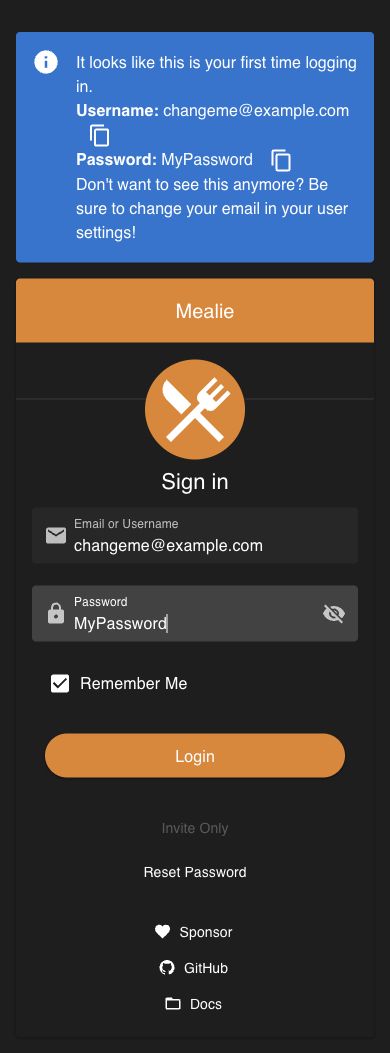 It looks like this is your first time logging
in.
Username: changeme@example.com
Password: MyPassword
Don't want to see this anymore? Be
sure to change your email in your user
settings!
Mealie
Sign in
Email or Username
changeme@example.com
Password
MyPassword
Remember Me
Login
Invite Only
Reset Password
Sponsor
GitHub
Docs